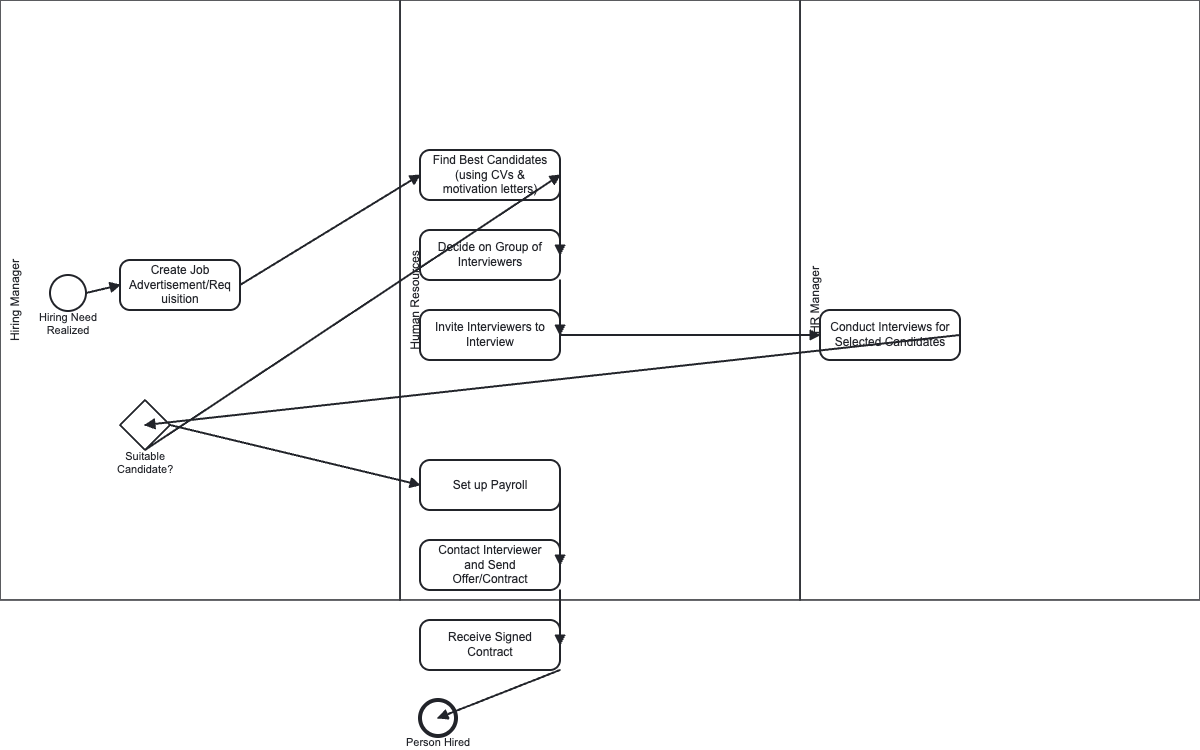 Hiring Manager
Hiring Need
Realized
Create Job
Advertisement/Req
uisition
Suitable
Candidate?
Human Resources
Find Best Candidates
(using CVs &
motivation letters)
Decide on Group of
Interviewers
Invite Interviewers to
Interview
Set up Payroll
Contact Interviewer
and Send
Offer/Contract
Receive Signed
Contract
Person Hired
HR Manager
Conduct Interviews for
Selected Candidates